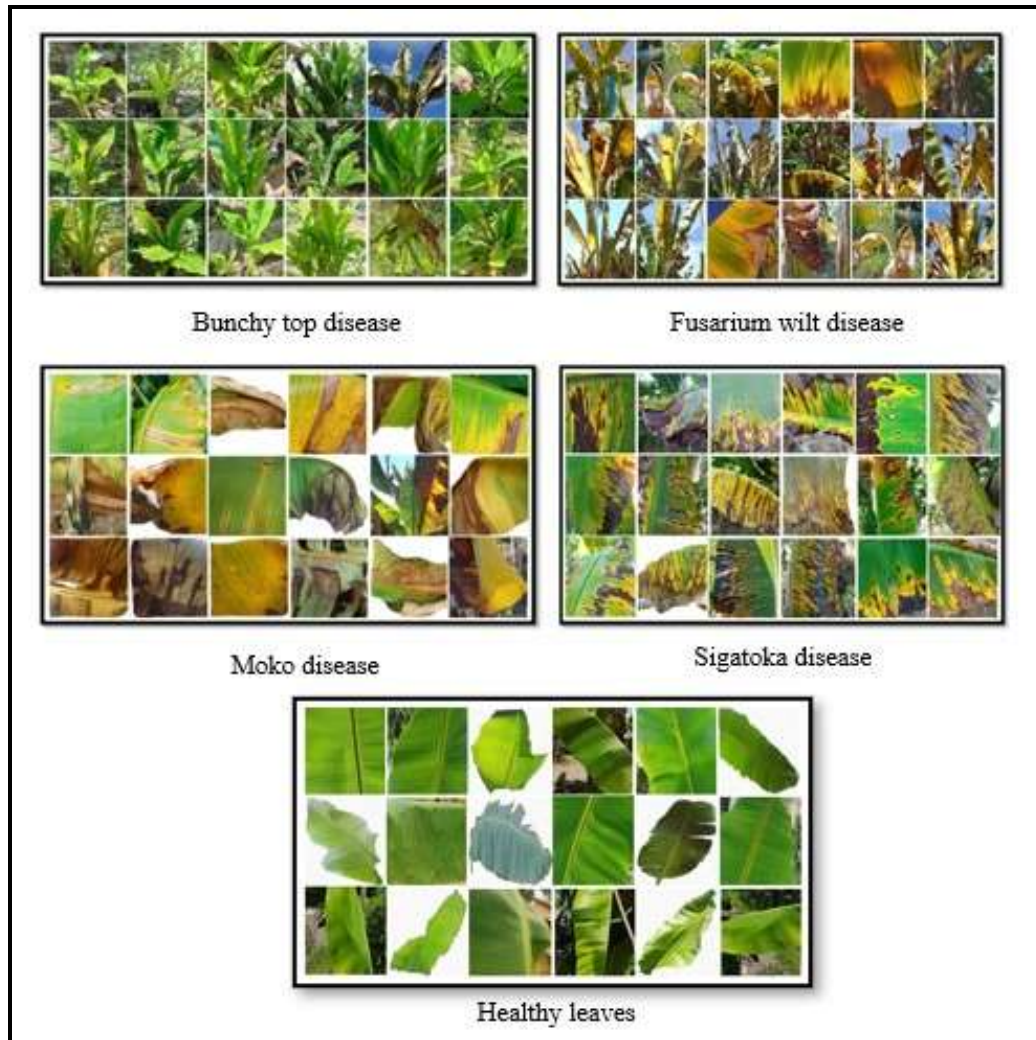 Bunchy top disease
Fusarium wilt disease
Moko disease
Sigatoka disease
Healthy leaves